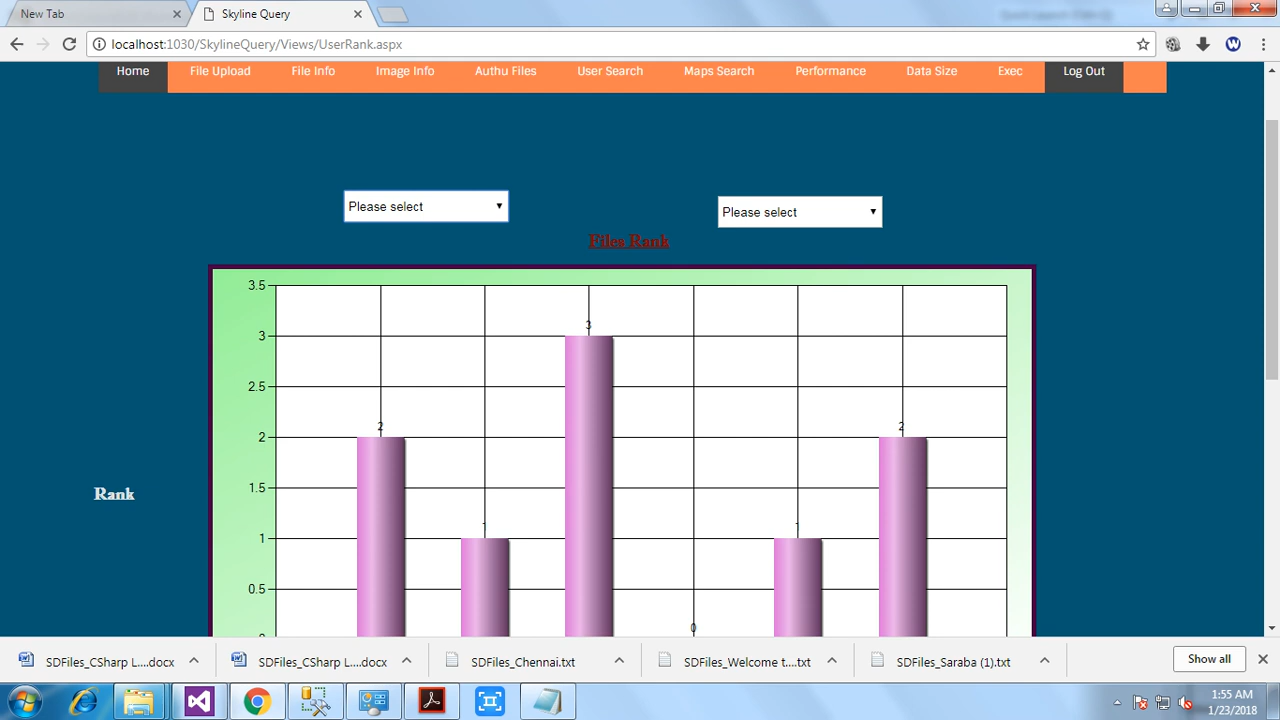 New Tab
Skyline Query
localhost:1030/SkylineQuery/Views/UserRank.aspx
Home File Upload File Info Image Info Authu Files User Search Maps Search Performance Data Size Exec Log Out
Please select
Please select
Files Rank
3.5
3
3
2.5
2
2
2
1.5
Rank
1
1
1
0.5
0
SDFiles_CSharp L....docx
SDFiles_CSharp L....docx
SDFiles_Chennai.txt
SDFiles_Welcome t....txt
SDFiles_Saraba (1).txt
Show all
1:55 AM
1/23/2018